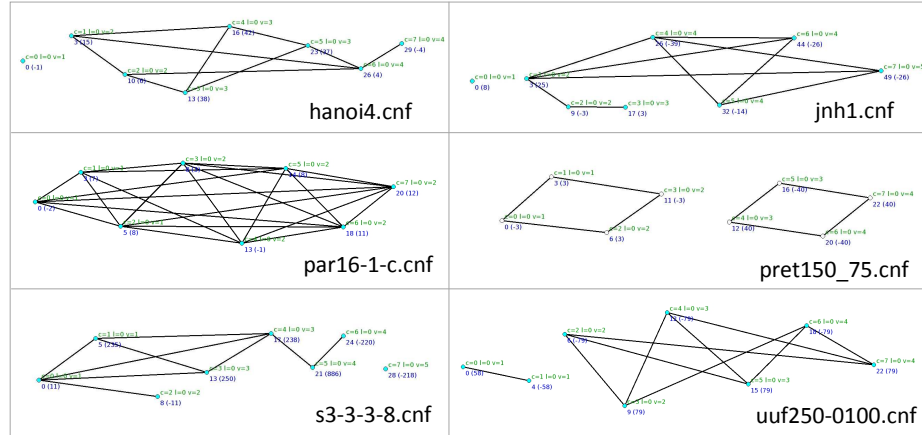 c=0 l=0 v=1
0 (-1)
c=1 l=0 v=2
3 (15)
c=4 l=0 v=3
16 (42)
c=5 l=0 v=3
c=7 l=0 v=4
29 (-4)
c=2 l=0 v=2
10 (6)
l=0 v=3
13 (38)
l=0 v=4
26 (4)
hanoi4.cnf
c=0 l=0 v=1
0 (8)
3 (25)
c=2 l=0 v=2
9 (-3)
c=3 l=0 v=3
17 (3)
c=4 l=0 v=4
26 (-39)
c=6 l=0 v=4
44 (-26)
c=7 l=0 v=5
49 (-26)
l=0 v=4
32 (-14)
jnh1.cnf
0 (-2)
c=3 l=0 v=2
c=5 l=0 v=2
c=7 l=0 v=2
20 (12)
5 (8)
c=6 l=0 v=2
18 (11)
13 (-1)
par16-1-c.cnf
c=1 l=0 v=1
3 (3)
c=0 l=0 v=1
0 (-3)
c=3 l=0 v=2
11 (-3)
c=2 l=0 v=2
6 (3)
c=5 l=0 v=3
16 (-40)
c=4 l=0 v=3
12 (40)
c=7 l=0 v=4
22 (40)
c=6 l=0 v=4
20 (-40)
pret150_75.cnf
c=1 l=0 v=1
5 (235)
0 (11)
c=2 l=0 v=2
8 (-11)
c=3 l=0 v=3
13 (250)
c=4 l=0 v=3
17 (238)
c=6 l=0 v=4
24 (-220)
c=5 l=0 v=4
21 (886)
c=7 l=0 v=5
28 (-218)
s3-3-3-8.cnf
c=0 l=0 v=1
0 (58)
c=1 l=0 v=1
4 (-58)
c=2 l=0 v=2
6 (-79)
c=4 l=0 v=3
c=6 l=0 v=4
18 (-79)
c=7 l=0 v=4
22 (79)
c=5 l=0 v=3
15 (79)
c=3 l=0 v=2
9 (79)
uuf250-0100.cnf